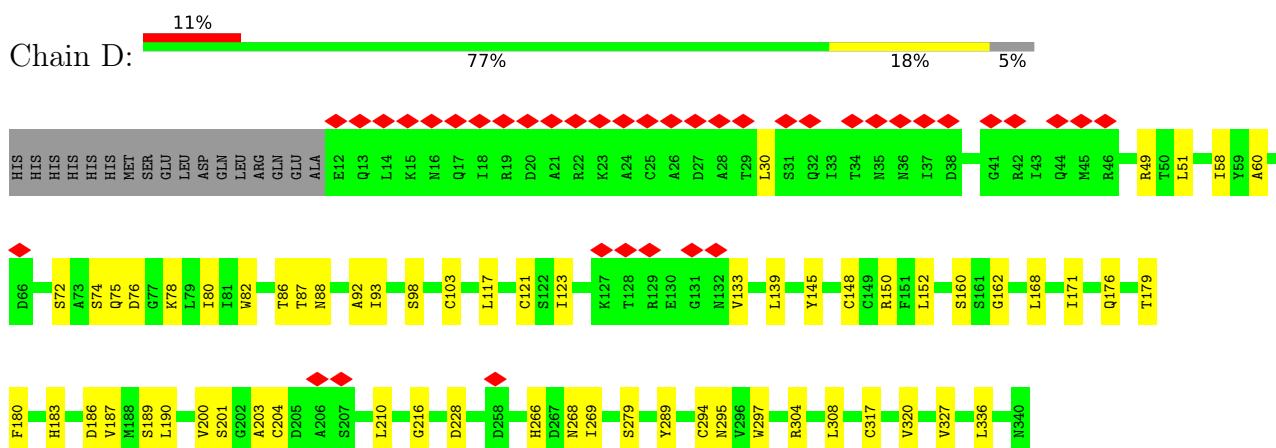 11%
Chain D:
77% 18% 5%
HIS HIS HIS HIS HIS HIS MET SER GLU LEU ASP GLN LEU ARG GLN GLU ALA E12 Q13 L14 K15 N16 Q17 I18 R19 D20 A21 R22 K23 A24 C25 A26 D27 A28 T29 L30 S31 Q32 I33 T34 N35 N36 I37 D38 G41 R42 I43 Q44 M45 R46 R49 T50 L51 I58 Y59 A60
D66 S72 A73 S74 Q75 D76 G77 K78 L79 I80 I81 W82 T86 T87 N88 A92 I93 S98 C103 L117 C121 S122 I123 K127 T128 R129 E130 G131 N132 V133 L139 Y145 C148 C149 R150 F151 L152 S160 S161 G162 L168 I171 Q176 T179
F180 H183 D186 V187 M188 S189 L190 V200 S201 G202 A203 C204 D205 A206 S207 L210 G216 D228 D258 H266 D267 N268 I269 S279 Y289 C294 N295 V296 W297 R304 L308 C317 V320 V327 L336 N340